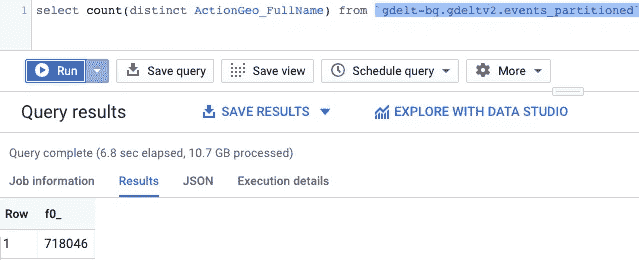 1 select count(distinct ActionGeo_FullName) from `gdelt-bq.gdeltv2.events_partitioned`
Run Save query Save view Schedule query More
Query results SAVE RESULTS EXPLORE WITH DATA STUDIO
Query complete (6.8 sec elapsed, 10.7 GB processed)
Job information Results JSON Execution details
Row f0_
1 718046